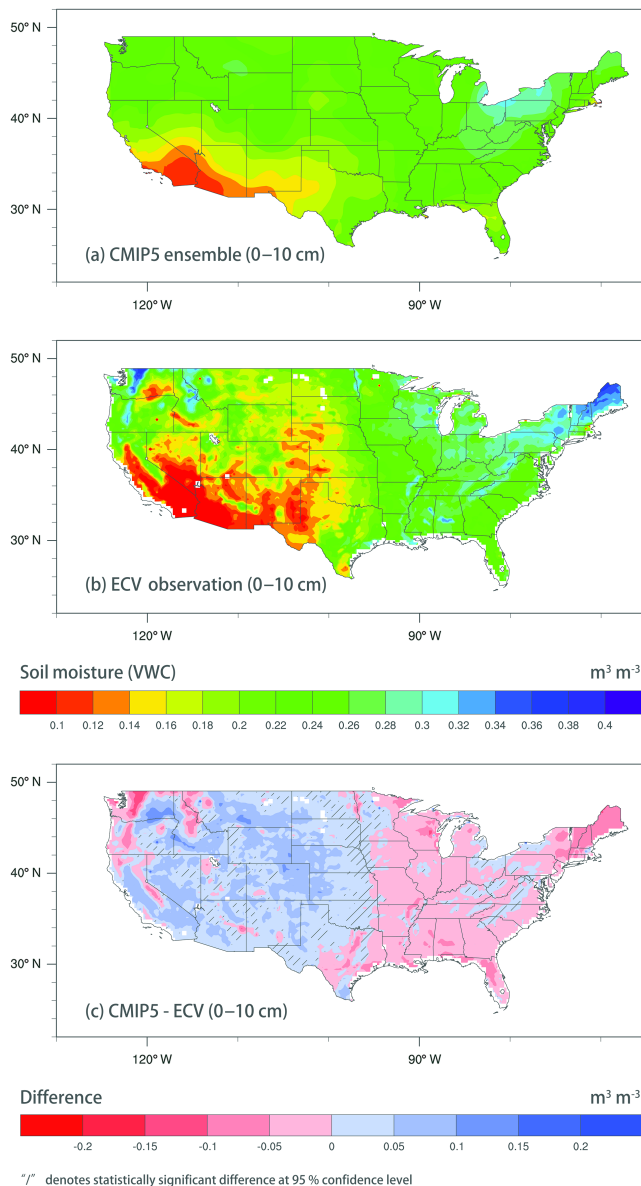 50° N
40° N
30° N
(a) CMIP5 ensemble (0–10 cm)
120° W
90° W
50° N
40° N
30° N
(b) ECV observation (0–10 cm)
120° W
90° W
Soil moisture (VWC)
m³ m⁻³
0.1 0.12 0.14 0.16 0.18 0.2 0.22 0.24 0.26 0.28 0.3 0.32 0.34 0.36 0.38 0.4
50° N
40° N
30° N
(c) CMIP5 - ECV (0–10 cm)
120° W
90° W
Difference
m³ m⁻³
-0.2 -0.15 -0.1 -0.05 0 0.05 0.1 0.15 0.2
"/" denotes statistically significant difference at 95 % confidence level